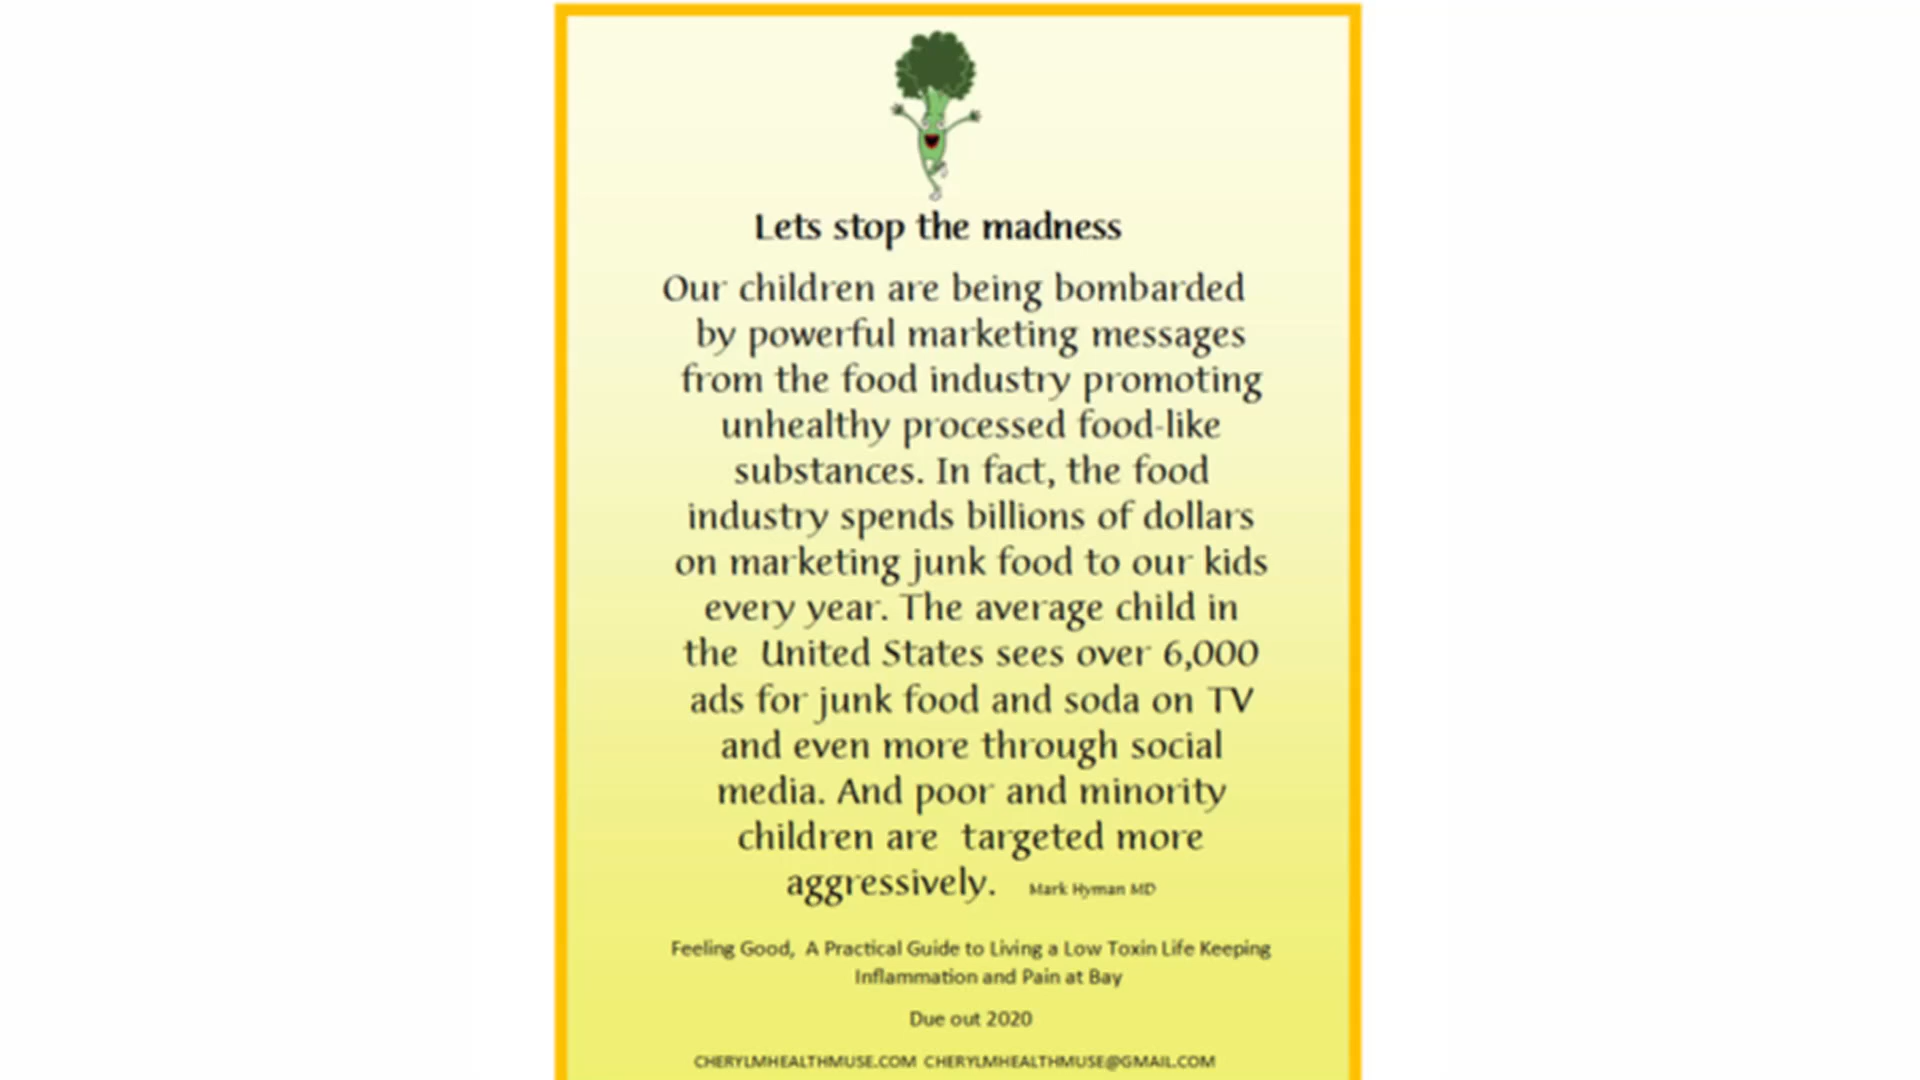 Lets stop the madness
Our children are being bombarded
by powerful marketing messages
from the food industry promoting
unhealthy processed food-like
substances. In fact, the food
industry spends billions of dollars
on marketing junk food to our kids
every year. The average child in
the  United States sees over 6,000
ads for junk food and soda on TV
and even more through social
media. And poor and minority
children are  targeted more
aggressively.   Mark Hyman MD
Feeling Good,  A Practical Guide to Living a Low Toxin Life Keeping
Inflammation and Pain at Bay
Due out 2020
CHERYLMHEALTHMUSE.COM  CHERYLMHEALTHMUSE@GMAIL.COM